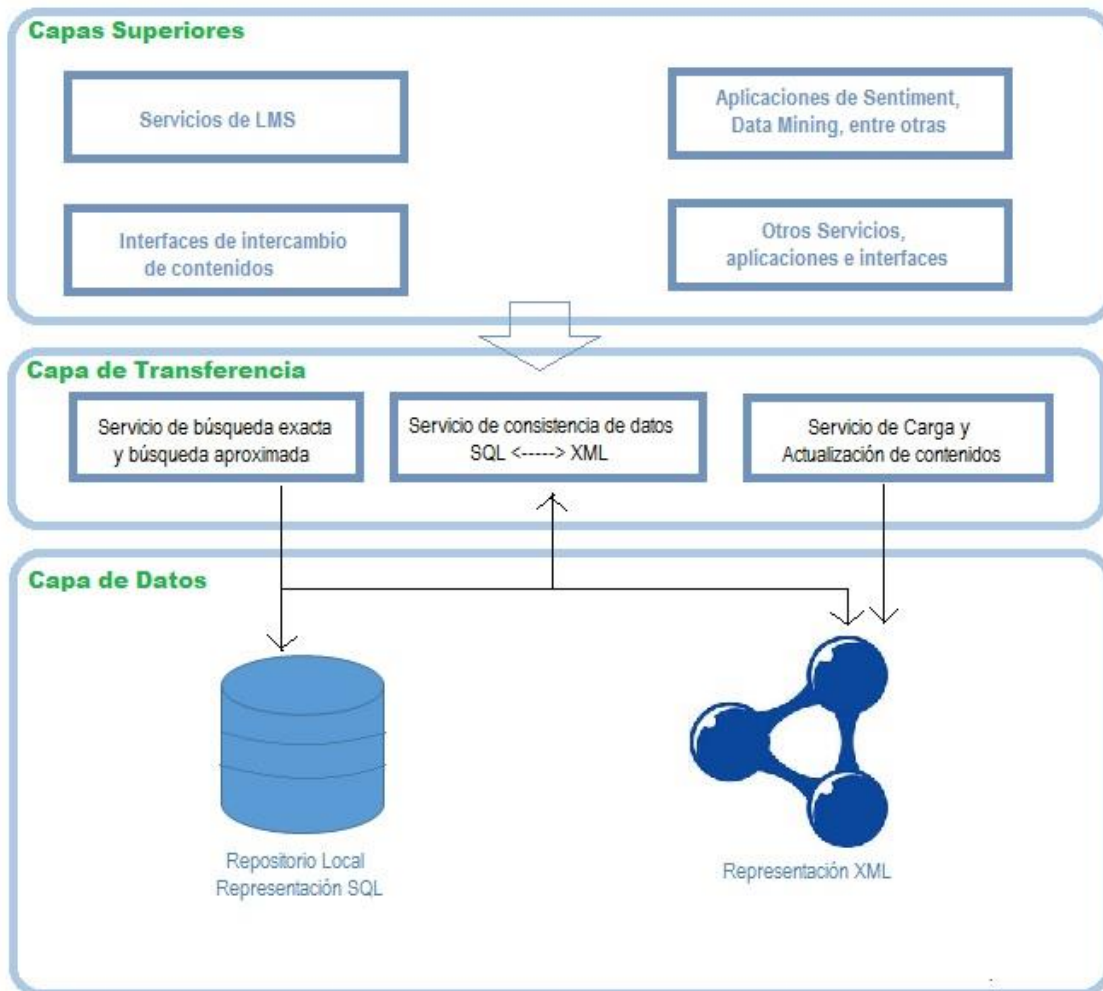 Capas Superiores
Servicios de LMS
Aplicaciones de Sentiment,
Data Mining, entre otras
Interfaces de intercambio
de contenidos
Otros Servicios,
aplicaciones e interfaces
Capa de Transferencia
Servicio de búsqueda exacta
y búsqueda aproximada
Servicio de consistencia de datos
SQL <-----> XML
Servicio de Carga y
Actualización de contenidos
Capa de Datos
Repositorio Local
Representación SQL
Representación XML